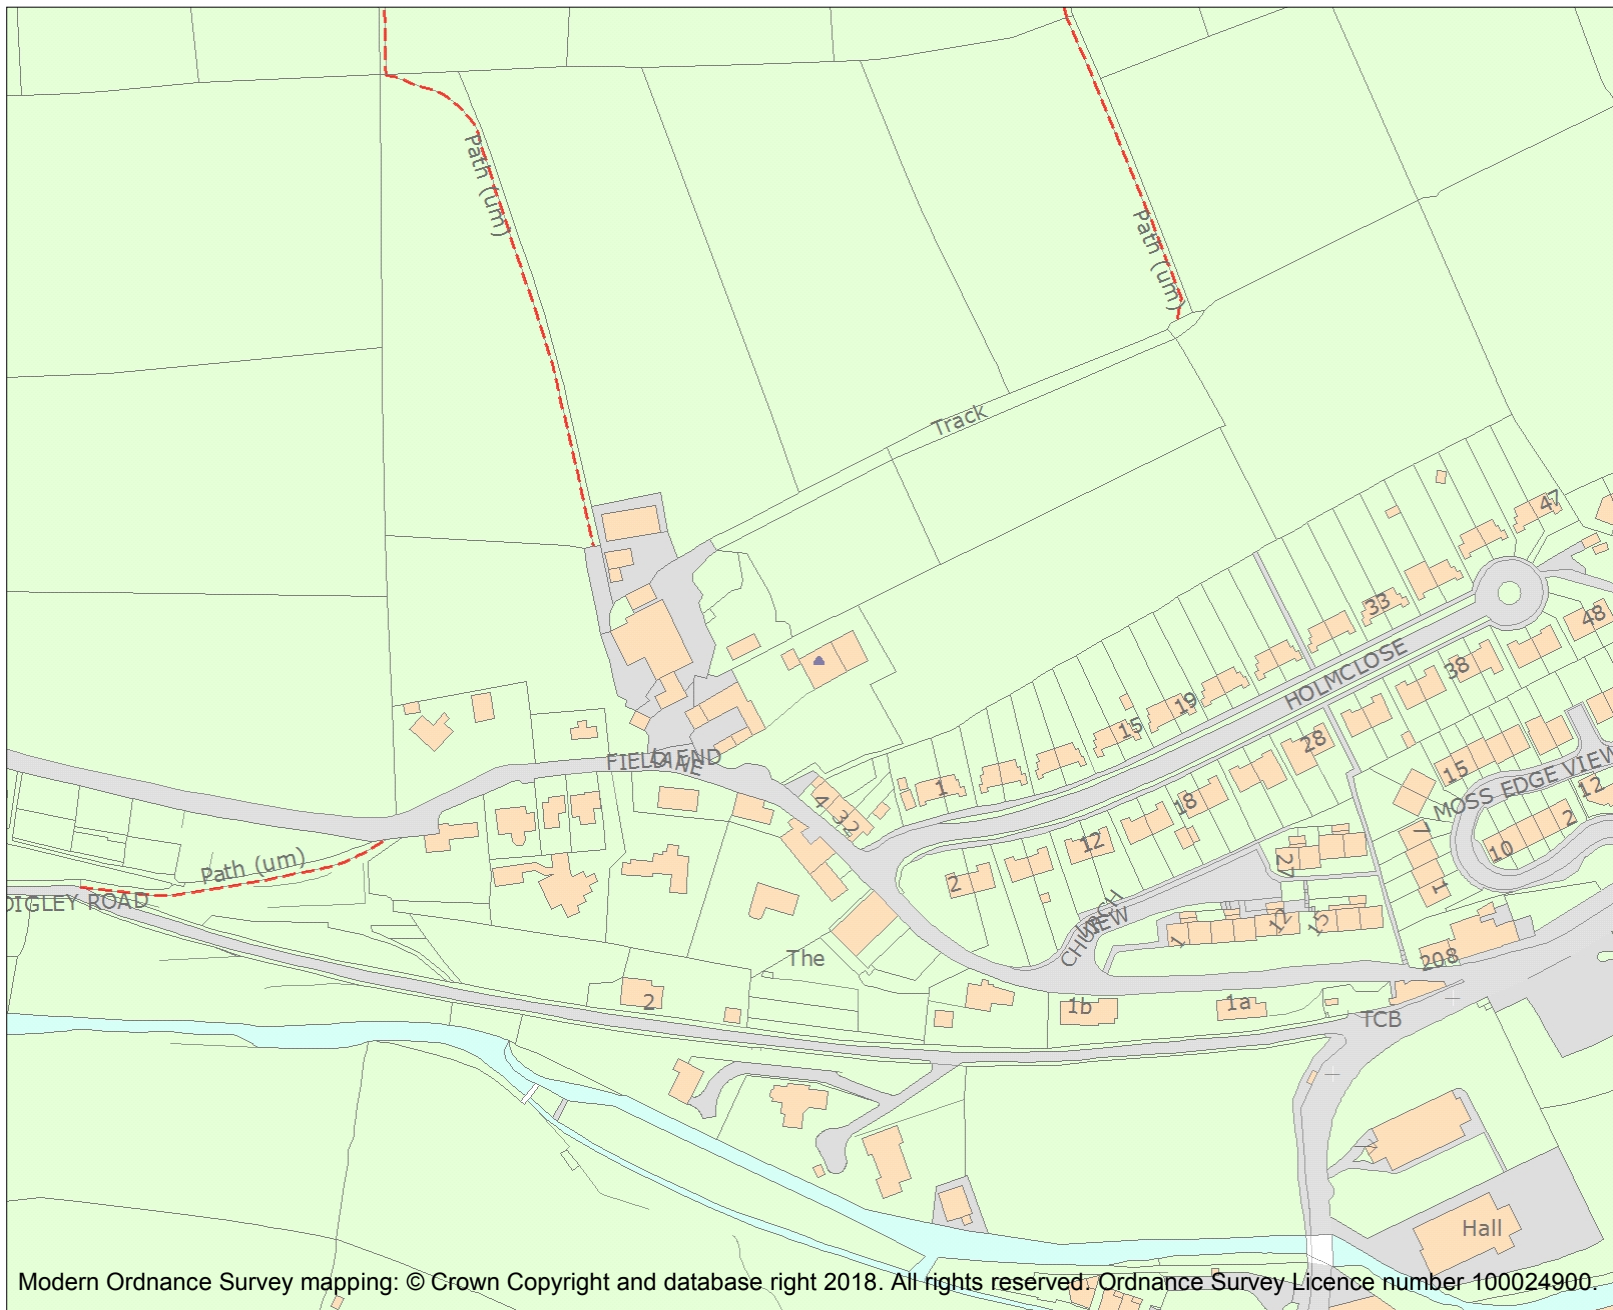 Path (um)
Path (um)
Track
47
33
48
HOLMCLOSE
38
19
15
28
FIELD END
LANE
1
15
MOSS EDGE VIEW
12
4
32
18
2
7
10
12
Path (um)
27
2
1
DIGLEY ROAD
CHURCH
VIEW
1
12
15
The
208
2
1b
1a
TCB
Hall
Modern Ordnance Survey mapping: © Crown Copyright and database right 2018. All rights reserved. Ordnance Survey Licence number 100024900.